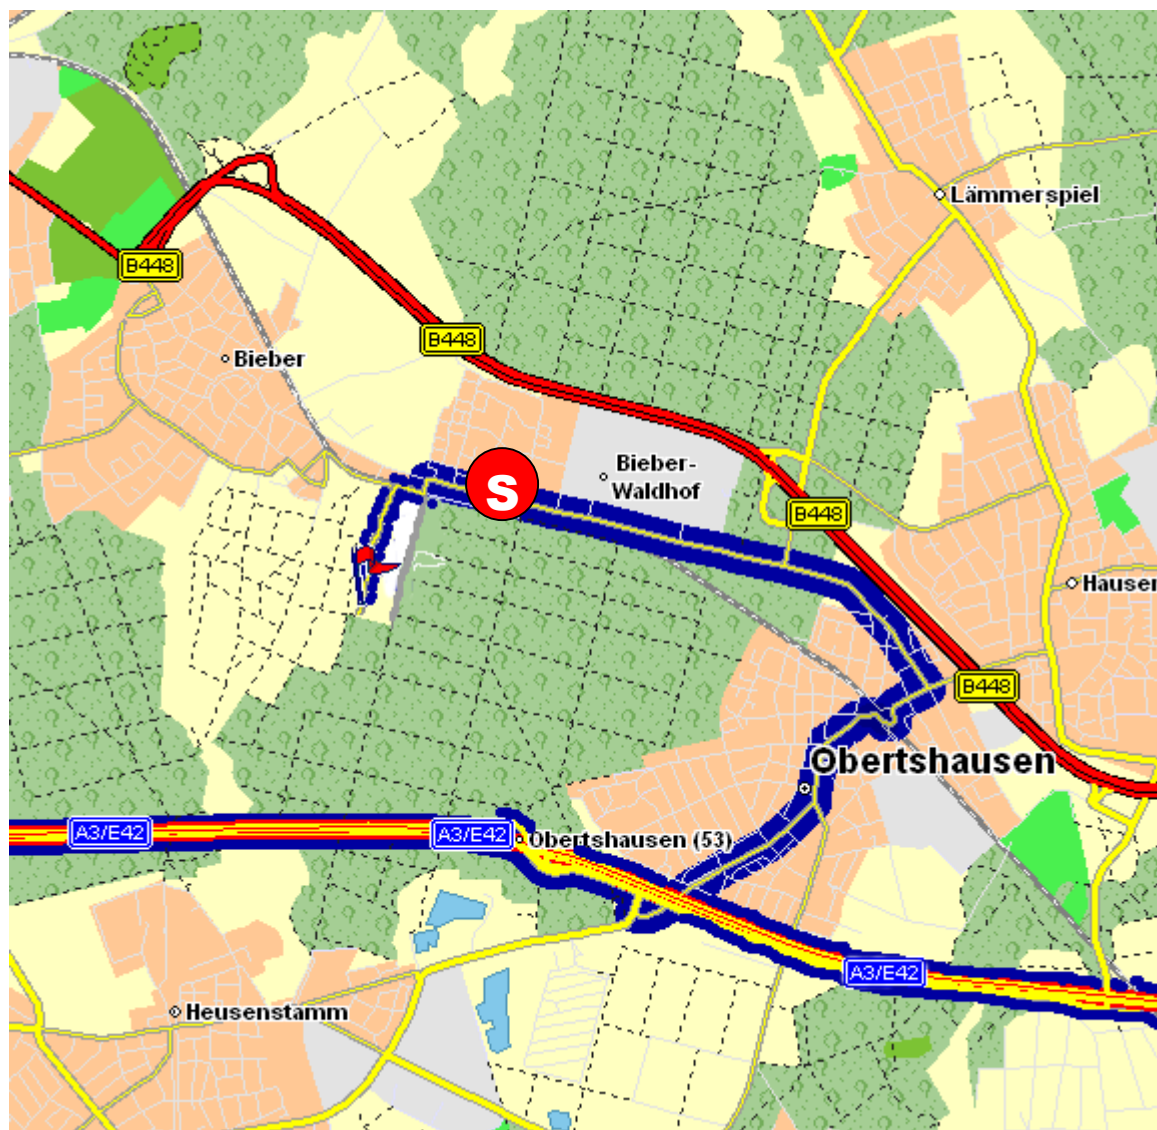 Lämmerspiel
B448
B448
Bieber
Bieber-
Waldhof
S
B448
Hausen
B448
Obertshausen
A3/E42
A3/E42
Obertshausen (53)
A3/E42
Heusenstamm